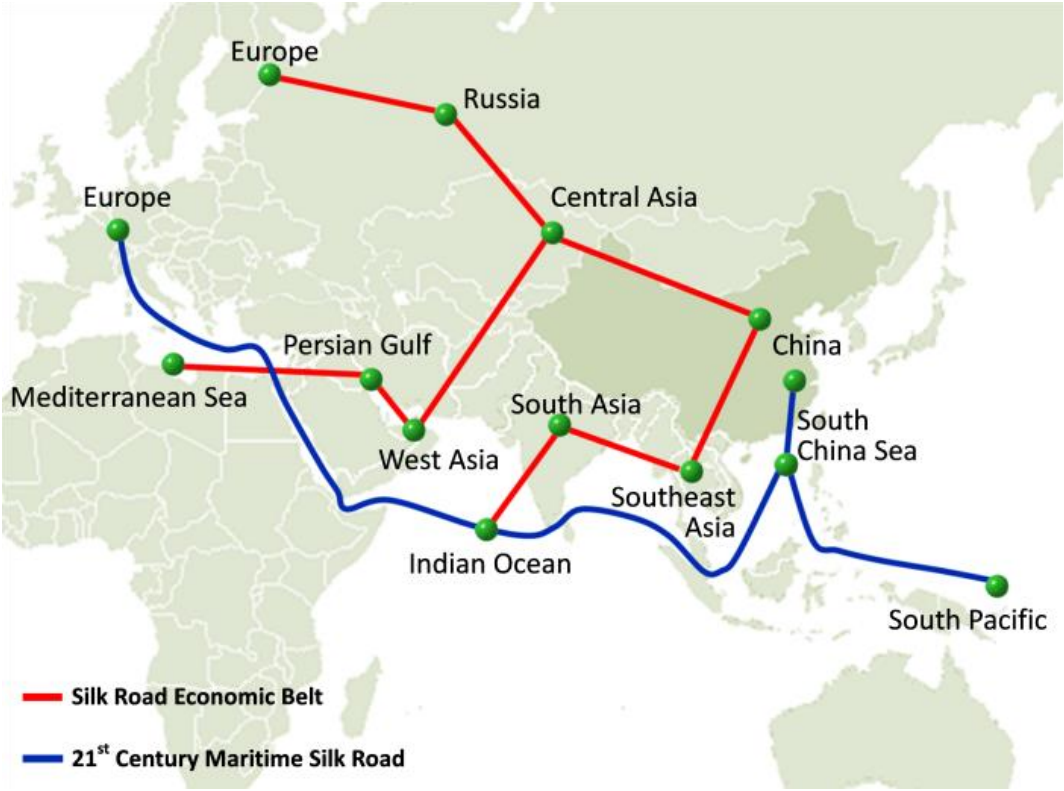 Europe
Russia
Europe
Central Asia
Persian Gulf
China
Mediterranean Sea
South Asia
South
China Sea
West Asia
Southeast
Asia
Indian Ocean
South Pacific
Silk Road Economic Belt
21st Century Maritime Silk Road